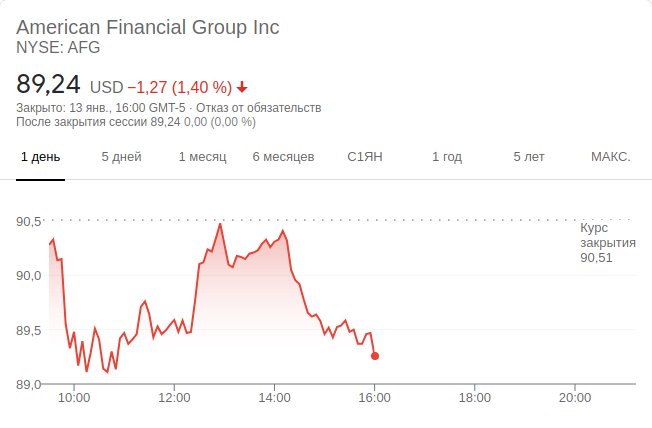 American Financial Group Inc
NYSE: AFG
89,24 USD −1,27 (1,40 %)
Закрыто: 13 янв., 16:00 GMT-5 · Отказ от обязательств
После закрытия сессии 89,24 0,00 (0,00 %)
1 день 5 дней 1 месяц 6 месяцев С1ЯН 1 год 5 лет МАКС.
90,5
Курс
закрытия
90,51
90,0
89,5
89,0
10:00 12:00 14:00 16:00 18:00 20:00